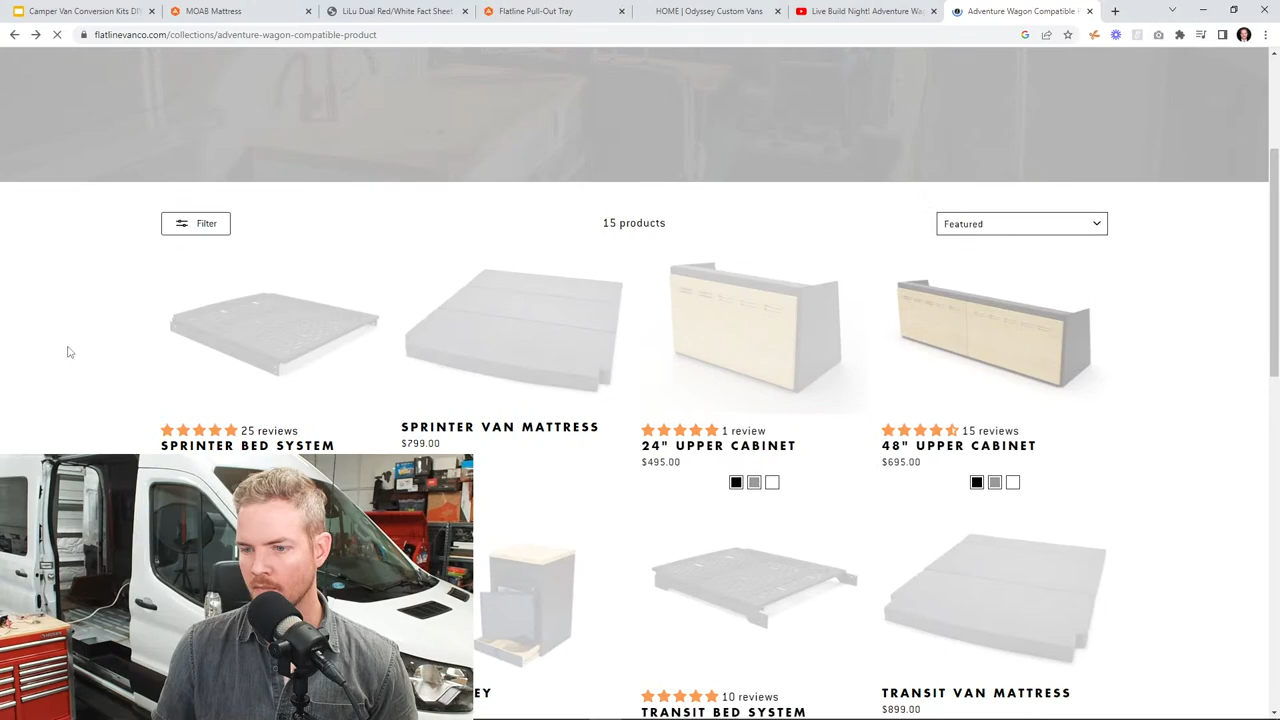 Camper Van Conversion Kits DIY
MOAB Mattress
LiLu Dual Red/White Fact Sheet
Flatline Pull-Out Tray
HOME | Odyssey Custom Vans
Live Build Night! Adventure Wag
Adventure Wagon Compatible P
flatlinevanco.com/collections/adventure-wagon-compatible-product
Filter
15 products
Featured
25 reviews
SPRINTER BED SYSTEM
SPRINTER VAN MATTRESS
$799.00
1 review
24" UPPER CABINET
$495.00
15 reviews
48" UPPER CABINET
$695.00
EY
10 reviews
TRANSIT BED SYSTEM
TRANSIT VAN MATTRESS
$899.00